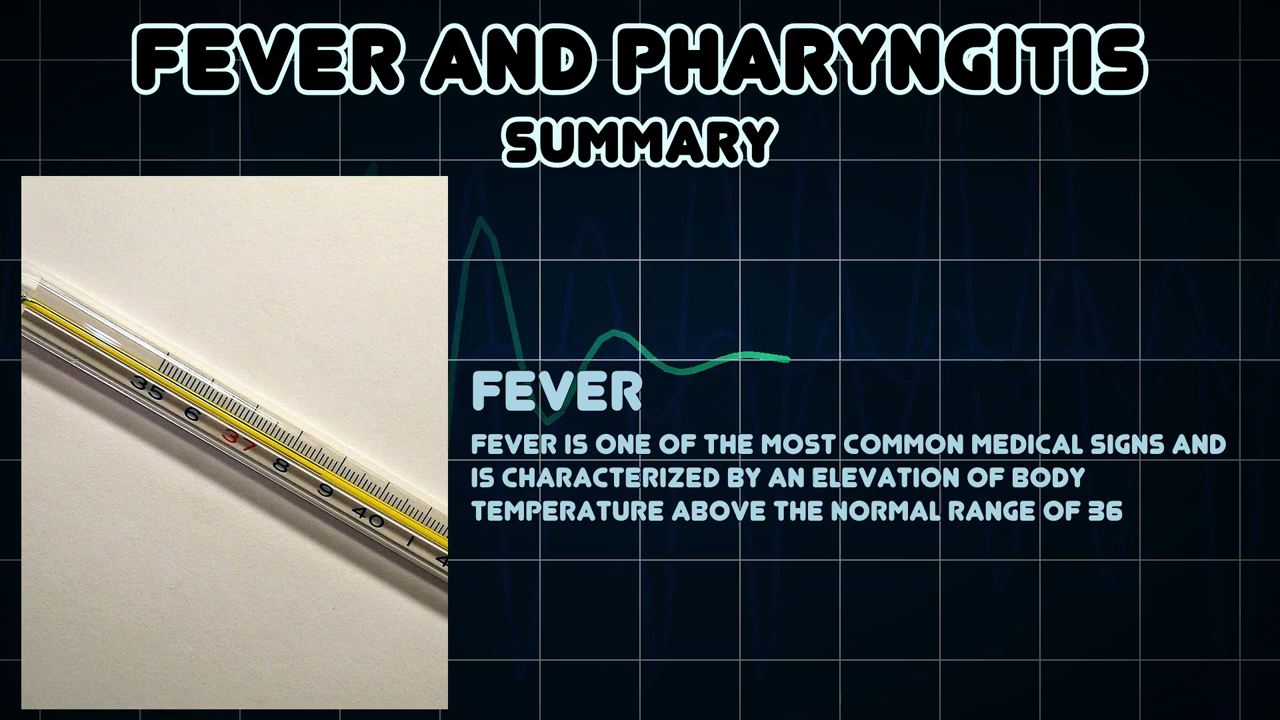 FEVER AND PHARYNGITIS
SUMMARY
35 6 37 8 9 40 1 4
FEVER
FEVER IS ONE OF THE MOST COMMON MEDICAL SIGNS AND
IS CHARACTERIZED BY AN ELEVATION OF BODY
TEMPERATURE ABOVE THE NORMAL RANGE OF 36